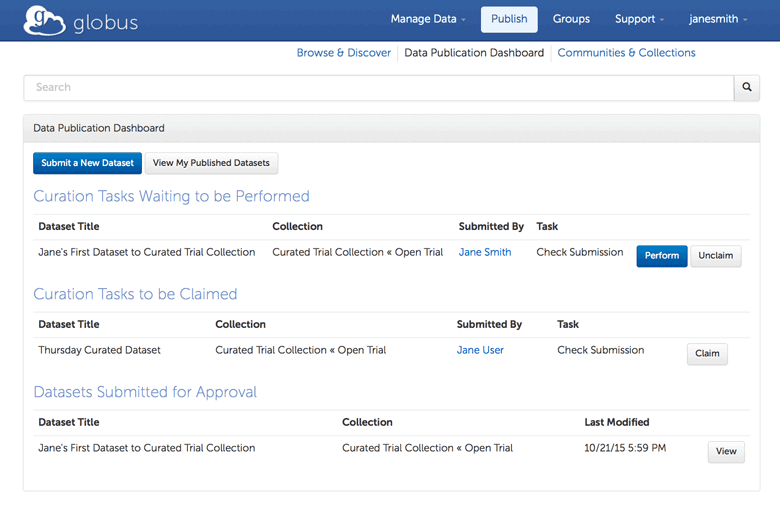 globus Manage Data Publish Groups Support janesmith
Browse & Discover Data Publication Dashboard Communities & Collections
Search
Data Publication Dashboard
Submit a New Dataset View My Published Datasets
Curation Tasks Waiting to be Performed
Dataset Title Collection Submitted By Task
Jane's First Dataset to Curated Trial Collection Curated Trial Collection « Open Trial Jane Smith Check Submission Perform Unclaim
Curation Tasks to be Claimed
Dataset Title Collection Submitted By Task
Thursday Curated Dataset Curated Trial Collection « Open Trial Jane User Check Submission Claim
Datasets Submitted for Approval
Dataset Title Collection Last Modified
Jane's First Dataset to Curated Trial Collection Curated Trial Collection « Open Trial 10/21/15 5:59 PM View